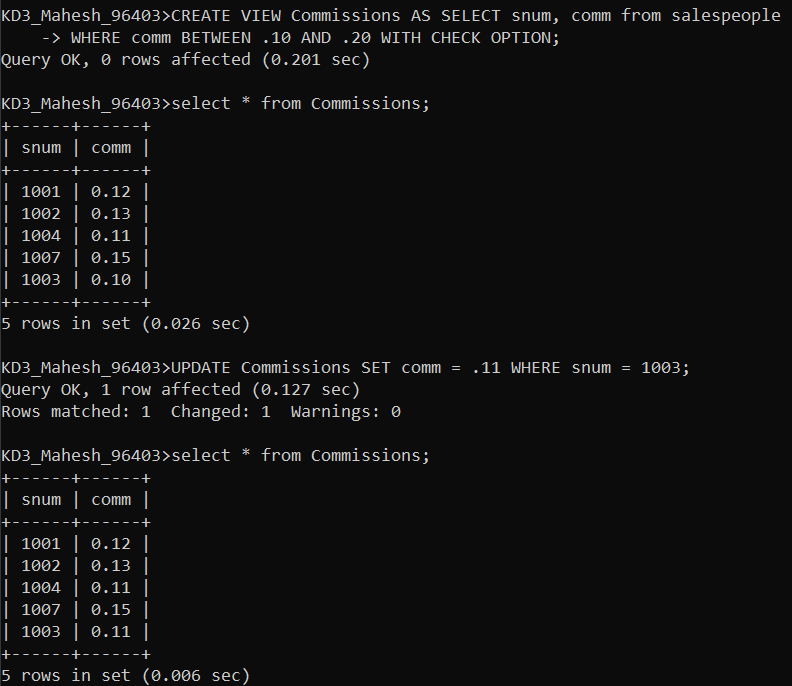 KD3_Mahesh_96403>CREATE VIEW Commissions AS SELECT snum, comm from salespeople
    -> WHERE comm BETWEEN .10 AND .20 WITH CHECK OPTION;
Query OK, 0 rows affected (0.201 sec)

KD3_Mahesh_96403>select * from Commissions;
+------+------+
| snum | comm |
+------+------+
| 1001 | 0.12 |
| 1002 | 0.13 |
| 1004 | 0.11 |
| 1007 | 0.15 |
| 1003 | 0.10 |
+------+------+
5 rows in set (0.026 sec)

KD3_Mahesh_96403>UPDATE Commissions SET comm = .11 WHERE snum = 1003;
Query OK, 1 row affected (0.127 sec)
Rows matched: 1  Changed: 1  Warnings: 0

KD3_Mahesh_96403>select * from Commissions;
+------+------+
| snum | comm |
+------+------+
| 1001 | 0.12 |
| 1002 | 0.13 |
| 1004 | 0.11 |
| 1007 | 0.15 |
| 1003 | 0.11 |
+------+------+
5 rows in set (0.006 sec)